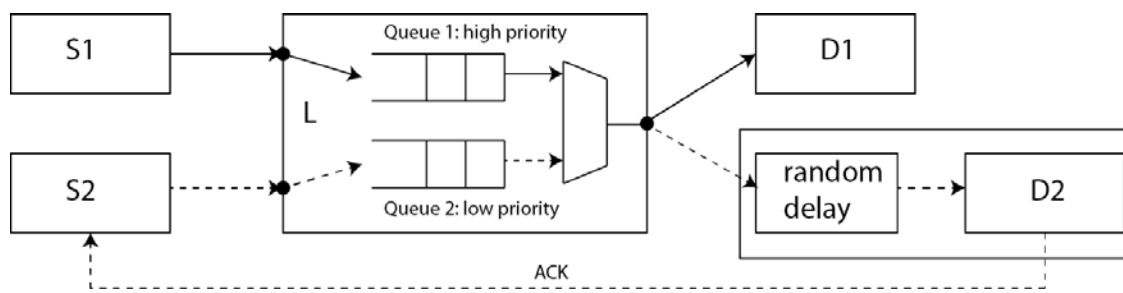 Queue 1: high priority
S1
D1
L
S2
random
delay
D2
Queue 2: low priority
ACK